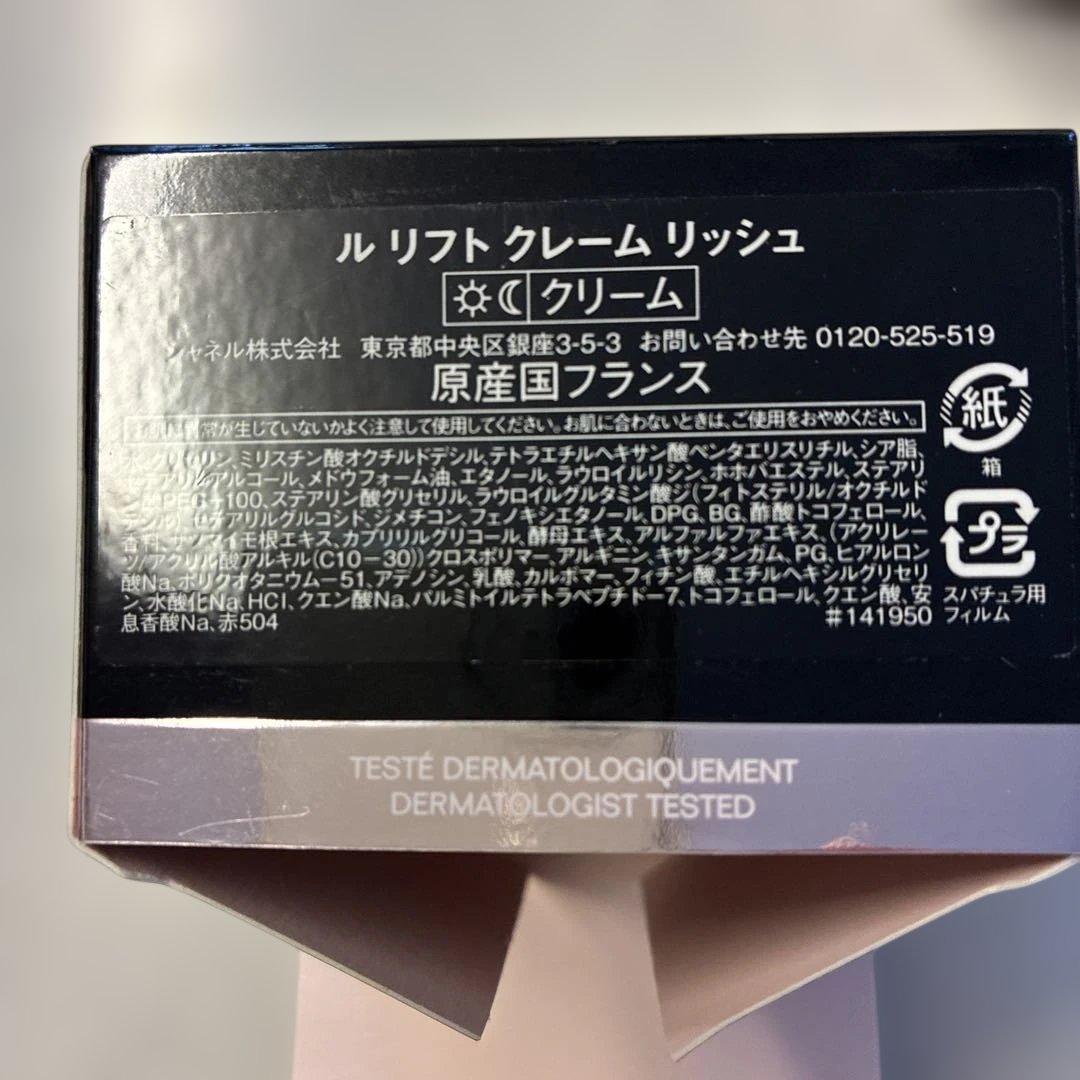 ル リフト クレーム リッシュ
クリーム
シャネル株式会社 東京都中央区銀座3-5-3 お問い合わせ先 0120-525-519
原産国フランス
が生じていないかよく注意して使用してください。お肌に合わないときは、ご使用をおやめください。
水、グリセリン、ミリスチン酸オクチルドデシル、テトラエチルヘキサン酸ペンタエリスリチル、シア脂、
ステアリルアルコール、メドウフォーム油、エタノール、ラウロイルリシン、ホホバエステル、ステアリ
ン酸PEG-100、ステアリン酸グリセリル、ラウロイルグルタミン酸ジ(フィトステリル/オクチルド
デシル)、セテアリルグルコシド、ジメチコン、フェノキシエタノール、DPG、BG、酢酸トコフェロール、
香料、サツマイモ根エキス、カプリリルグリコール、酵母エキス、アルファルファエキス、(アクリレー
ツ/アクリル酸アルキル(C10-30))クロスポリマー、アルギニン、キサンタンガム、PG、ヒアルロン
酸Na、ポリクオタニウム-51、アデノシン、乳酸、カルボマー、フィチン酸、エチルヘキシルグリセリ
ン、水酸化Na、HCl、クエン酸Na、パルミトイルテトラペプチド-7、トコフェロール、クエン酸、安
息香酸Na、赤504
#141950
紙
箱
プラ
スパチュラ用
フィルム
TESTÉ DERMATOLOGIQUEMENT
DERMATOLOGIST TESTED